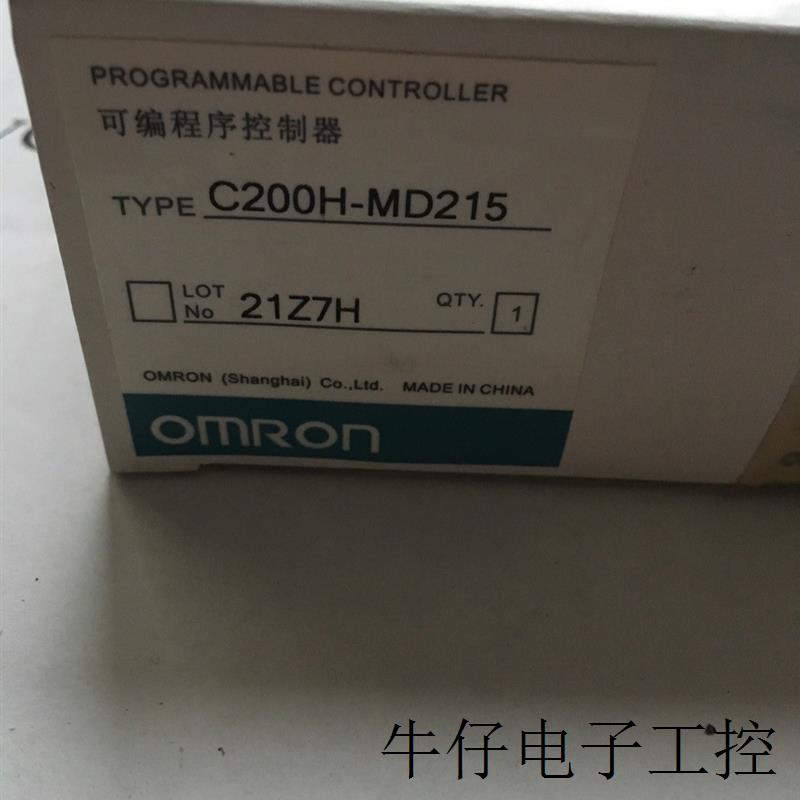 PROGRAMMABLE CONTROLLER
可编程序控制器
TYPE C200H-MD215
LOT No 21Z7H QTY. 1
OMRON (Shanghai) Co.,Ltd. MADE IN CHINA
OMRON
牛仔电子工控